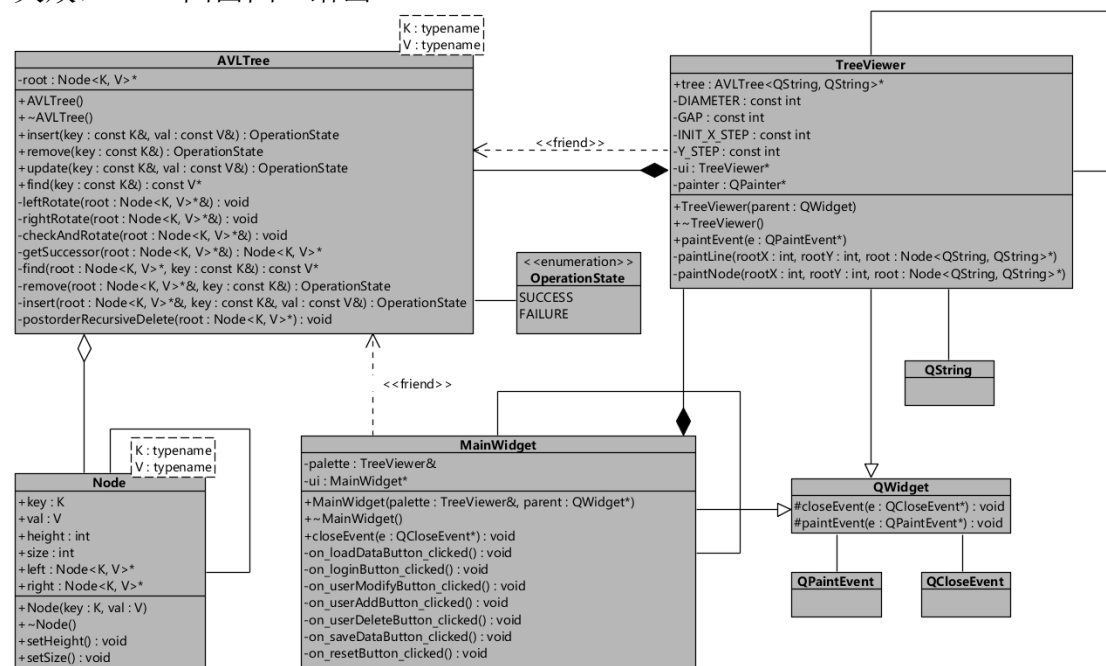 K : typename
V : typename
AVLTree
-root : Node<K, V>*
+AVLTree()
+~AVLTree()
+insert(key : const K&, val : const V&) : OperationState
+remove(key : const K&) : OperationState
+update(key : const K&, val : const V&) : OperationState
+find(key : const K&) : const V*
-leftRotate(root : Node<K, V>*&) : void
-rightRotate(root : Node<K, V>*&) : void
-checkAndRotate(root : Node<K, V>*&) : void
-getSuccessor(root : Node<K, V>*&) : Node<K, V>*
-find(root : Node<K, V>*, key : const K&) : const V*
-remove(root : Node<K, V>*&, key : const K&) : OperationState
-insert(root : Node<K, V>*&, key : const K&, val : const V&) : OperationState
-postorderRecursiveDelete(root : Node<K, V>*) : void
<<friend>>
TreeViewer
+tree : AVLTree<QString, QString>*
-DIAMETER : const int
-GAP : const int
-INIT_X_STEP : const int
-Y_STEP : const int
-ui : TreeViewer*
-painter : QPainter*
+TreeViewer(parent : QWidget)
+~TreeViewer()
+paintEvent(e : QPaintEvent*)
-paintLine(rootX : int, rootY : int, root : Node<QString, QString>*)
-paintNode(rootX : int, rootY : int, root : Node<QString, QString>*)
<<enumeration>>
OperationState
SUCCESS
FAILURE
<<friend>>
QString
K : typename
V : typename
Node
+key : K
+val : V
+height : int
+size : int
+left : Node<K, V>*
+right : Node<K, V>*
+Node(key : K, val : V)
+~Node()
+setHeight() : void
+setSize() : void
MainWidget
-palette : TreeViewer&
-ui : MainWidget*
+MainWidget(palette : TreeViewer&, parent : QWidget*)
+~MainWidget()
+closeEvent(e : QCloseEvent*) : void
-on_loadDataButton_clicked() : void
-on_loginButton_clicked() : void
-on_userModifyButton_clicked() : void
-on_userAddButton_clicked() : void
-on_userDeleteButton_clicked() : void
-on_saveDataButton_clicked() : void
-on_resetButton_clicked() : void
QWidget
#closeEvent(e : QCloseEvent*) : void
#paintEvent(e : QPaintEvent*) : void
QPaintEvent
QCloseEvent